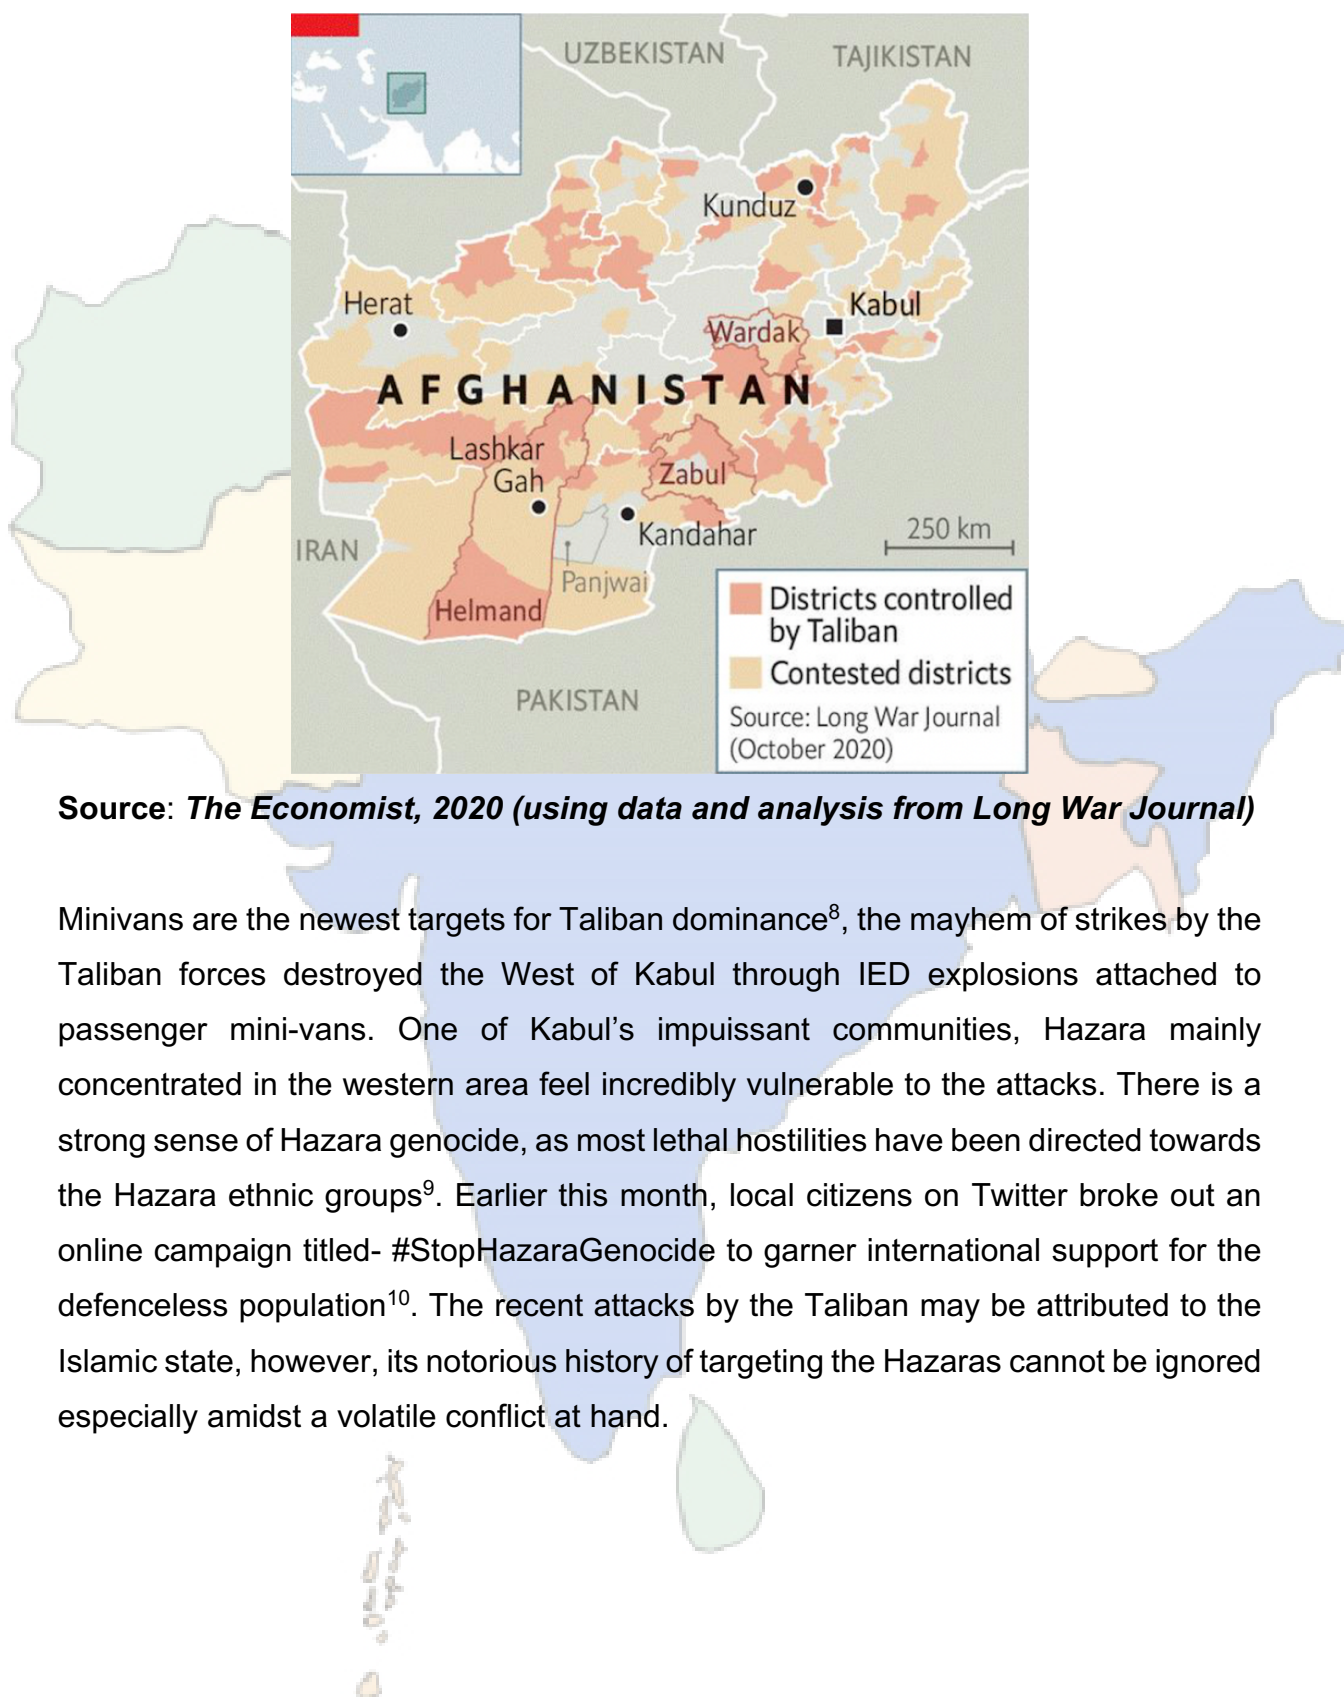 UZBEKISTAN
TAJIKISTAN
Kunduz
Herat
Kabul
Wardak
AFGHANISTAN
Lashkar
Gah
Zabul
Kandahar
250 km
IRAN
Panjwai
Helmand
PAKISTAN
Districts controlled
by Taliban
Contested districts
Source: Long War Journal
(October 2020)
Source: The Economist, 2020 (using data and analysis from Long War Journal)
Minivans are the newest targets for Taliban dominance8, the mayhem of strikes by the
Taliban forces destroyed the West of Kabul through IED explosions attached to
passenger mini-vans. One of Kabul’s impuissant communities, Hazara mainly
concentrated in the western area feel incredibly vulnerable to the attacks. There is a
strong sense of Hazara genocide, as most lethal hostilities have been directed towards
the Hazara ethnic groups9. Earlier this month, local citizens on Twitter broke out an
online campaign titled- #StopHazaraGenocide to garner international support for the
defenceless population10. The recent attacks by the Taliban may be attributed to the
Islamic state, however, its notorious history of targeting the Hazaras cannot be ignored
especially amidst a volatile conflict at hand.